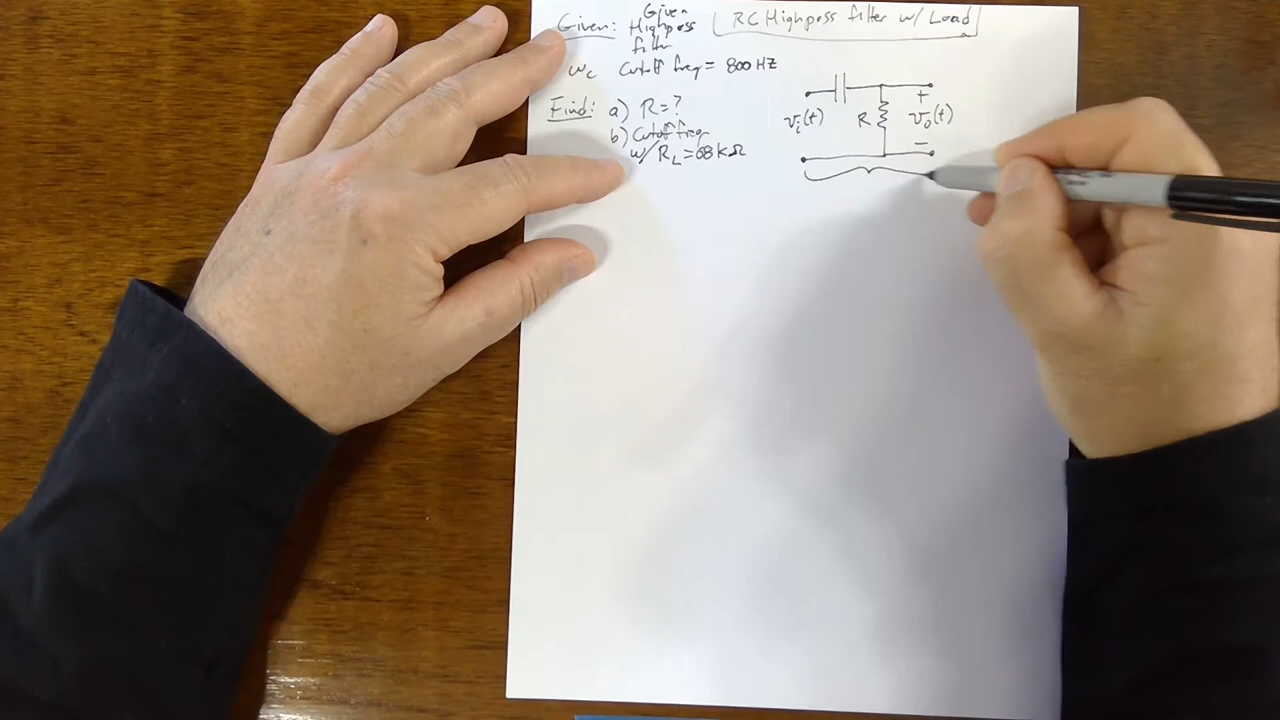 Given: Given Highpass filter
RC Highpass filter w/ Load
ωc Cutoff freq = 800 HZ
Find: a) R = ?
b) Cutoff freq
w/ RL = 68 kΩ
vi(t)
R
+
vo(t)
−